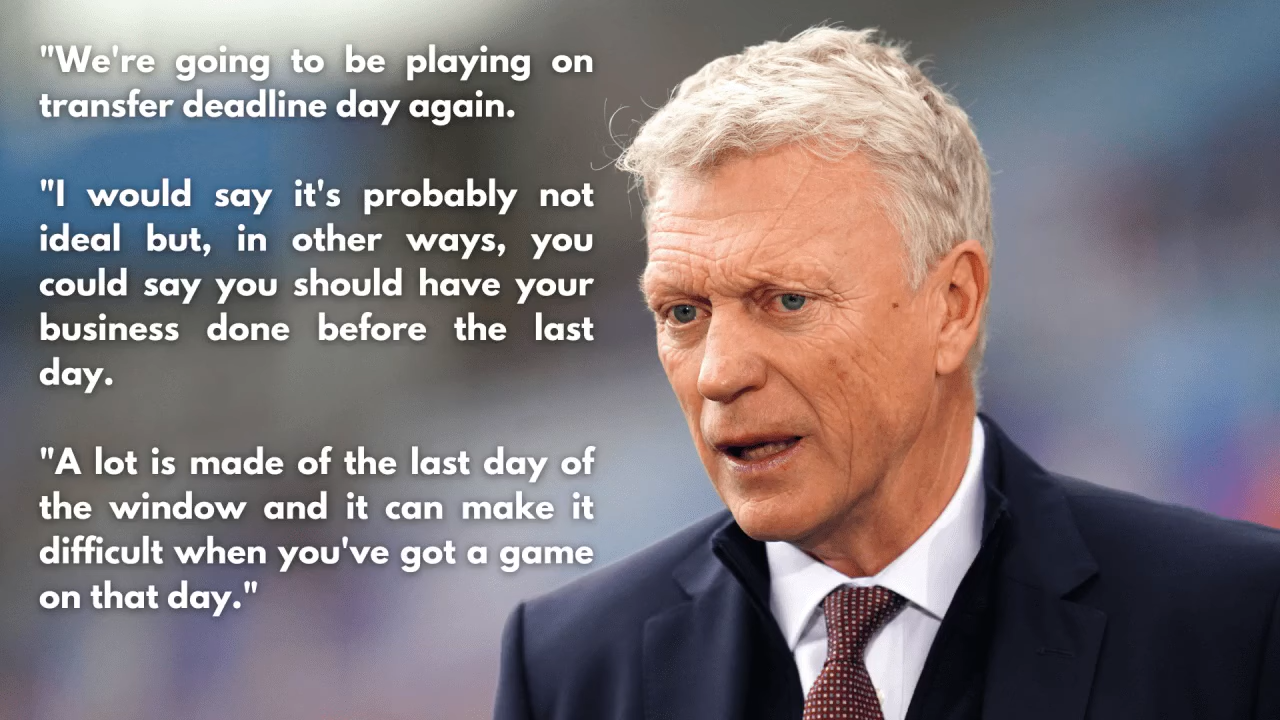 "We're going to be playing on
transfer deadline day again.
"I would say it's probably not
ideal but, in other ways, you
could say you should have your
business done before the last
day.
"A lot is made of the last day of
the window and it can make it
difficult when you've got a game
on that day."